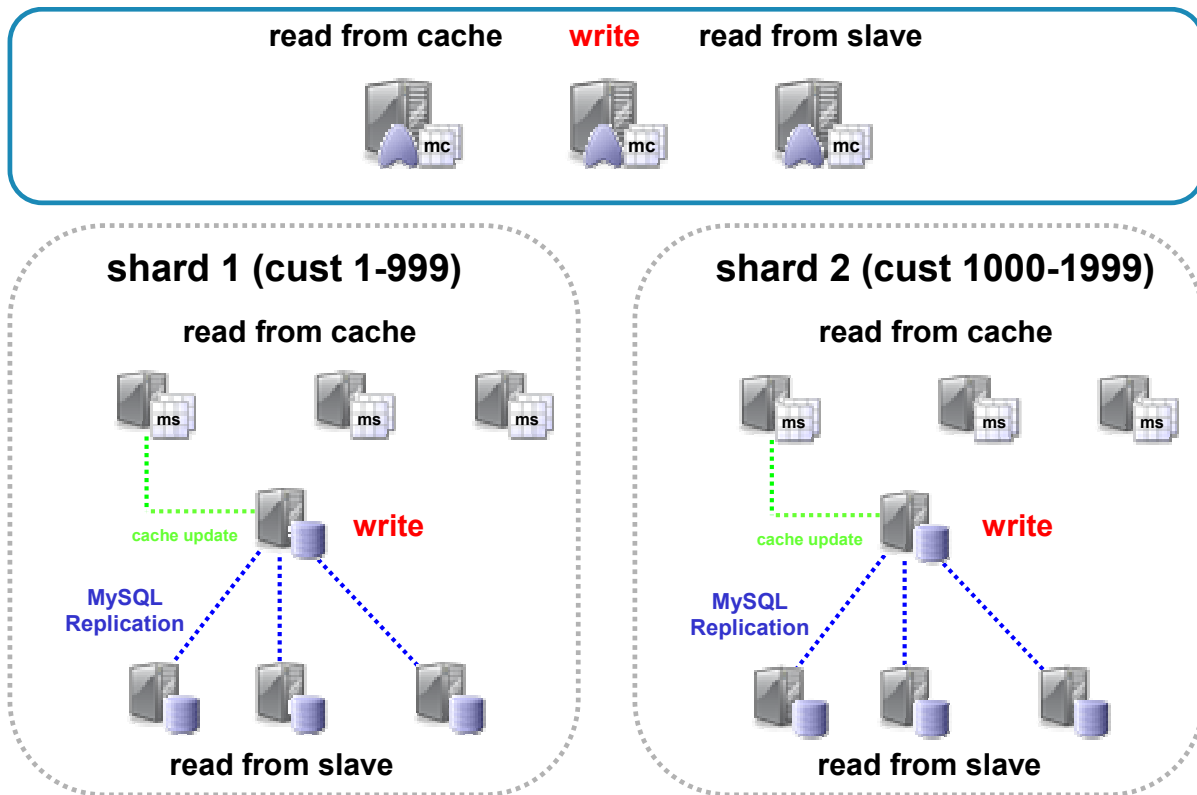 read from cache write read from slave
mc mc mc
shard 1 (cust 1-999)
read from cache
ms ms ms
cache update
write
MySQL
Replication
read from slave
shard 2 (cust 1000-1999)
read from cache
ms ms ms
cache update
write
MySQL
Replication
read from slave